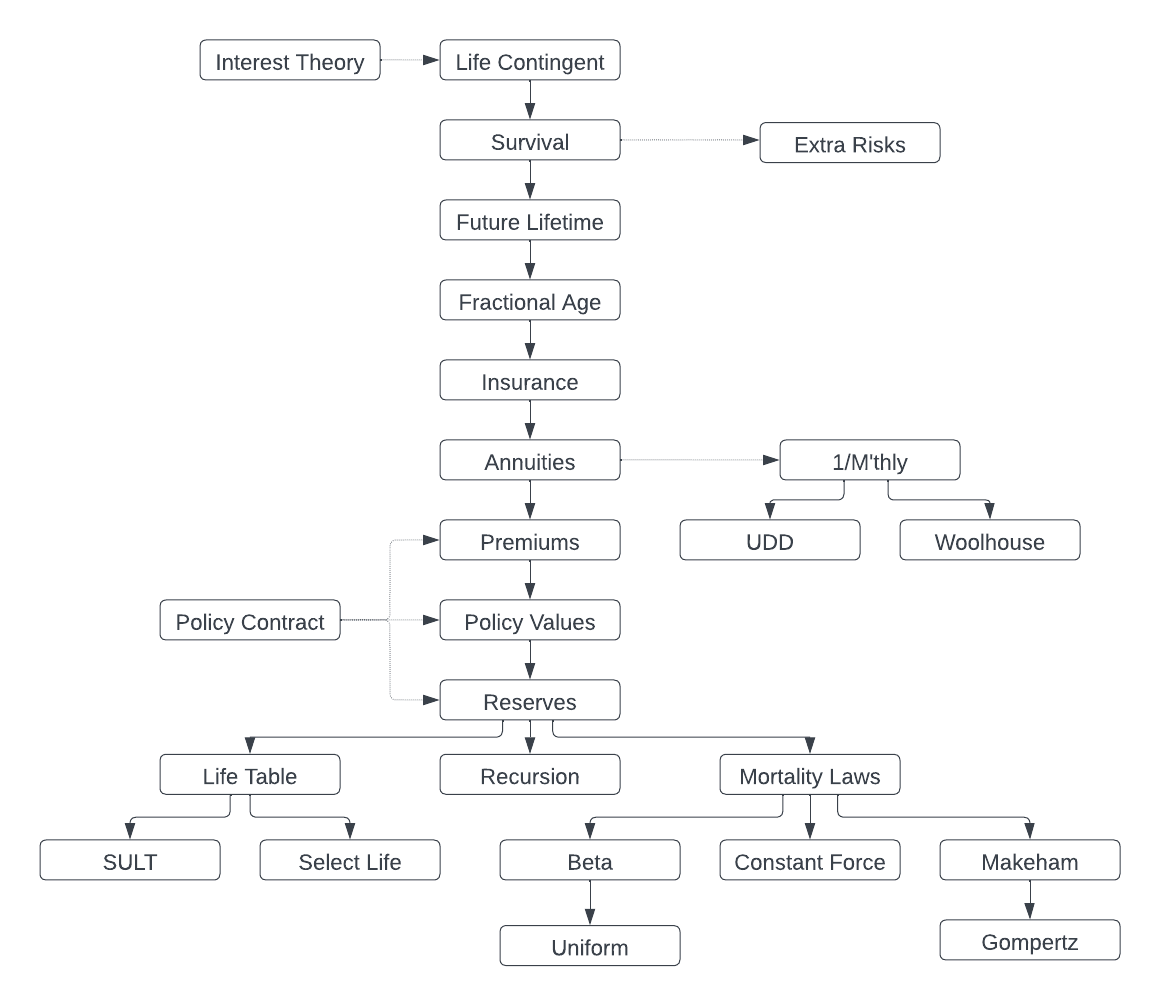 Interest Theory
Life Contingent
Survival
Extra Risks
Future Lifetime
Fractional Age
Insurance
Annuities
1/M'thly
Premiums
UDD
Woolhouse
Policy Contract
Policy Values
Reserves
Life Table
Recursion
Mortality Laws
SULT
Select Life
Beta
Constant Force
Makeham
Uniform
Gompertz